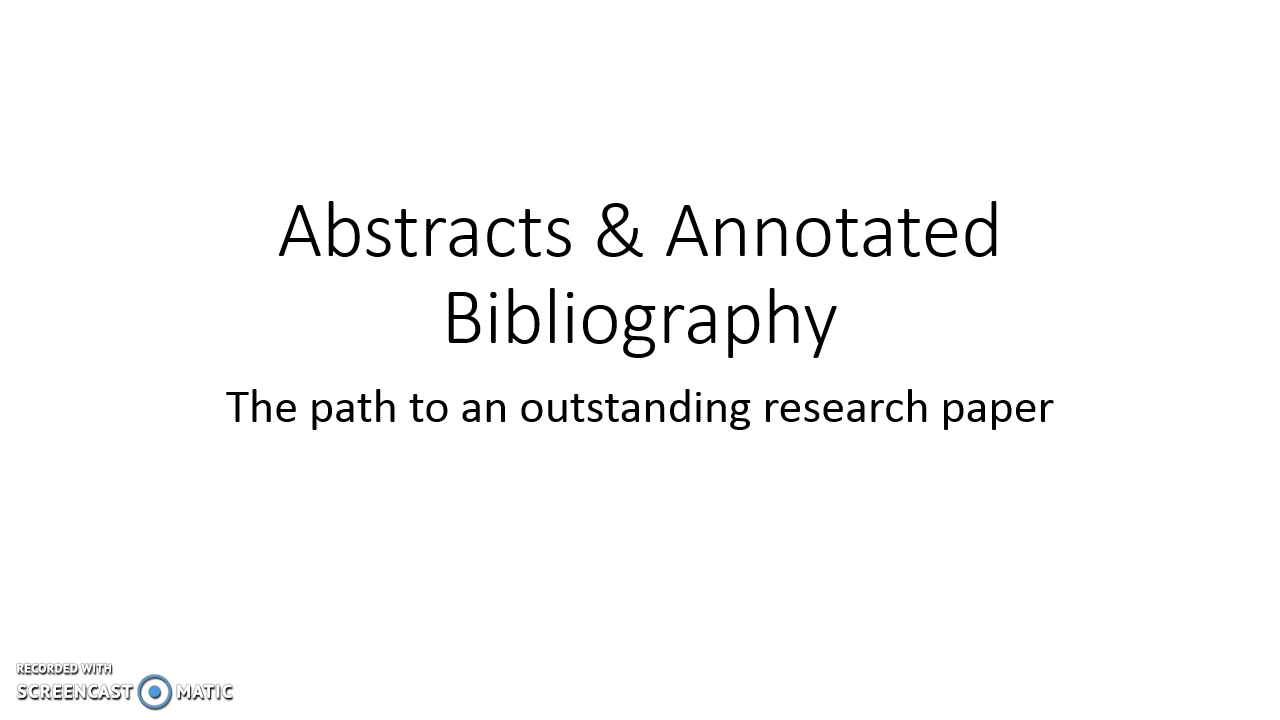 Abstracts & Annotated
Bibliography
The path to an outstanding research paper
RECORDED WITH
SCREENCAST MATIC